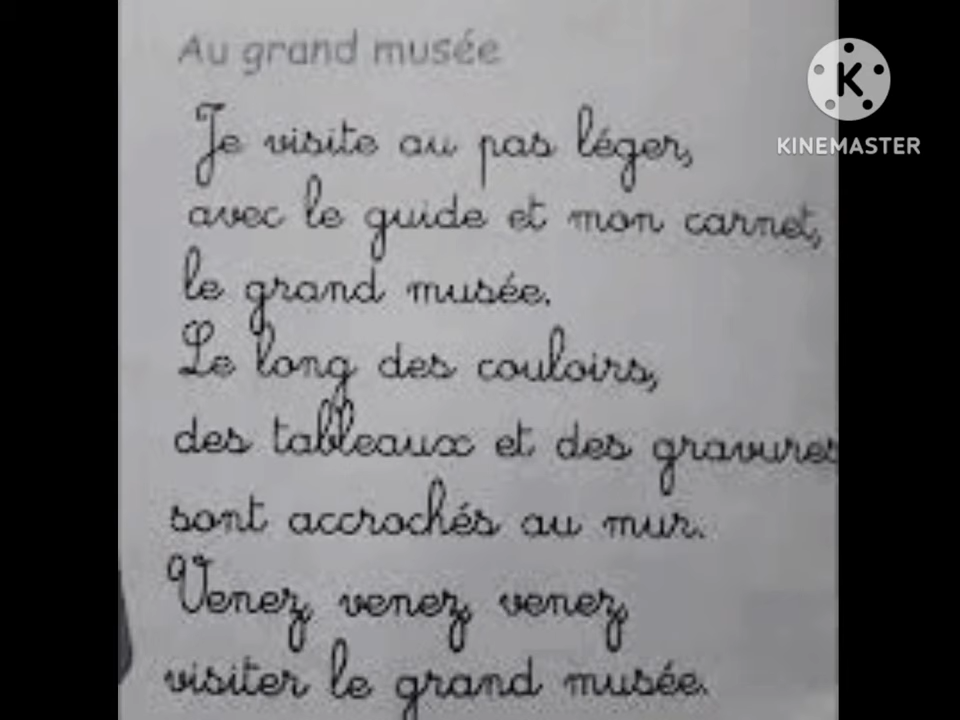 Au grand musée
Je visite au pas léger,
avec le guide et mon carnet,
le grand musée.
Le long des couloirs,
des tableaux et des gravures
sont accrochés au mur.
Venez, venez, venez,
visiter le grand musée.
KINEMASTER